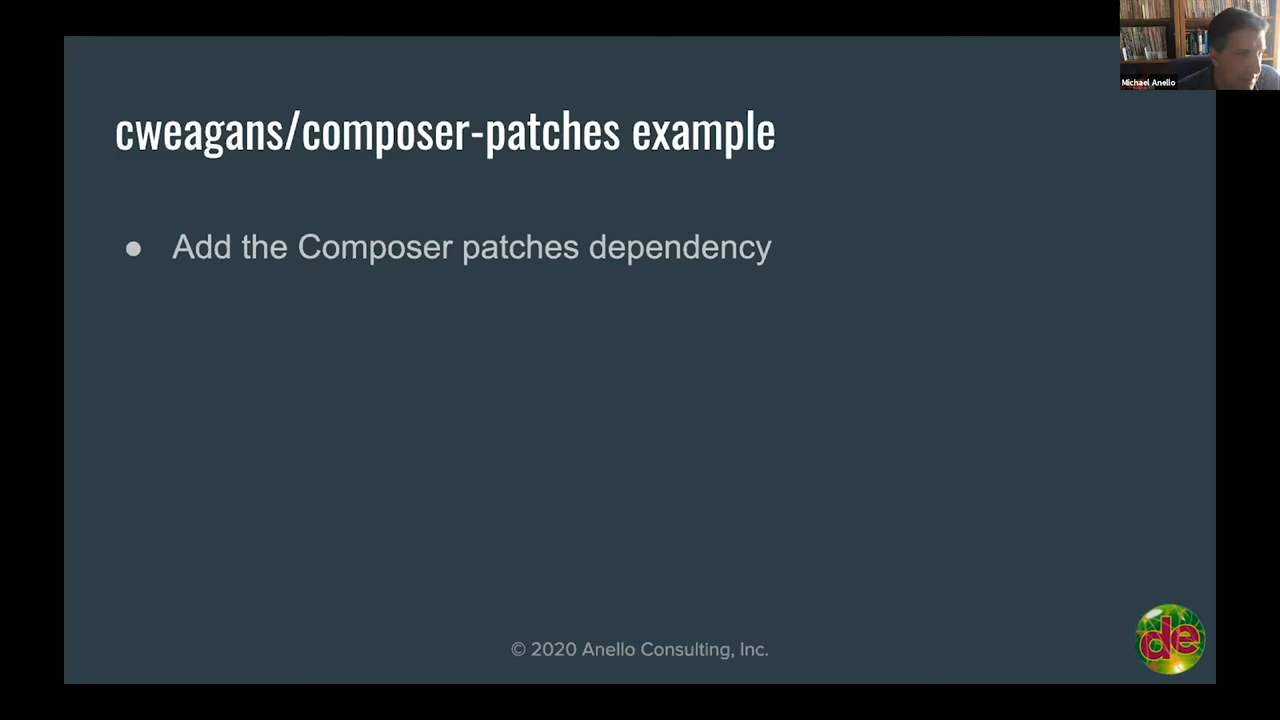 Michael Anello
cweagans/composer-patches example
● Add the Composer patches dependency
© 2020 Anello Consulting, Inc.
de